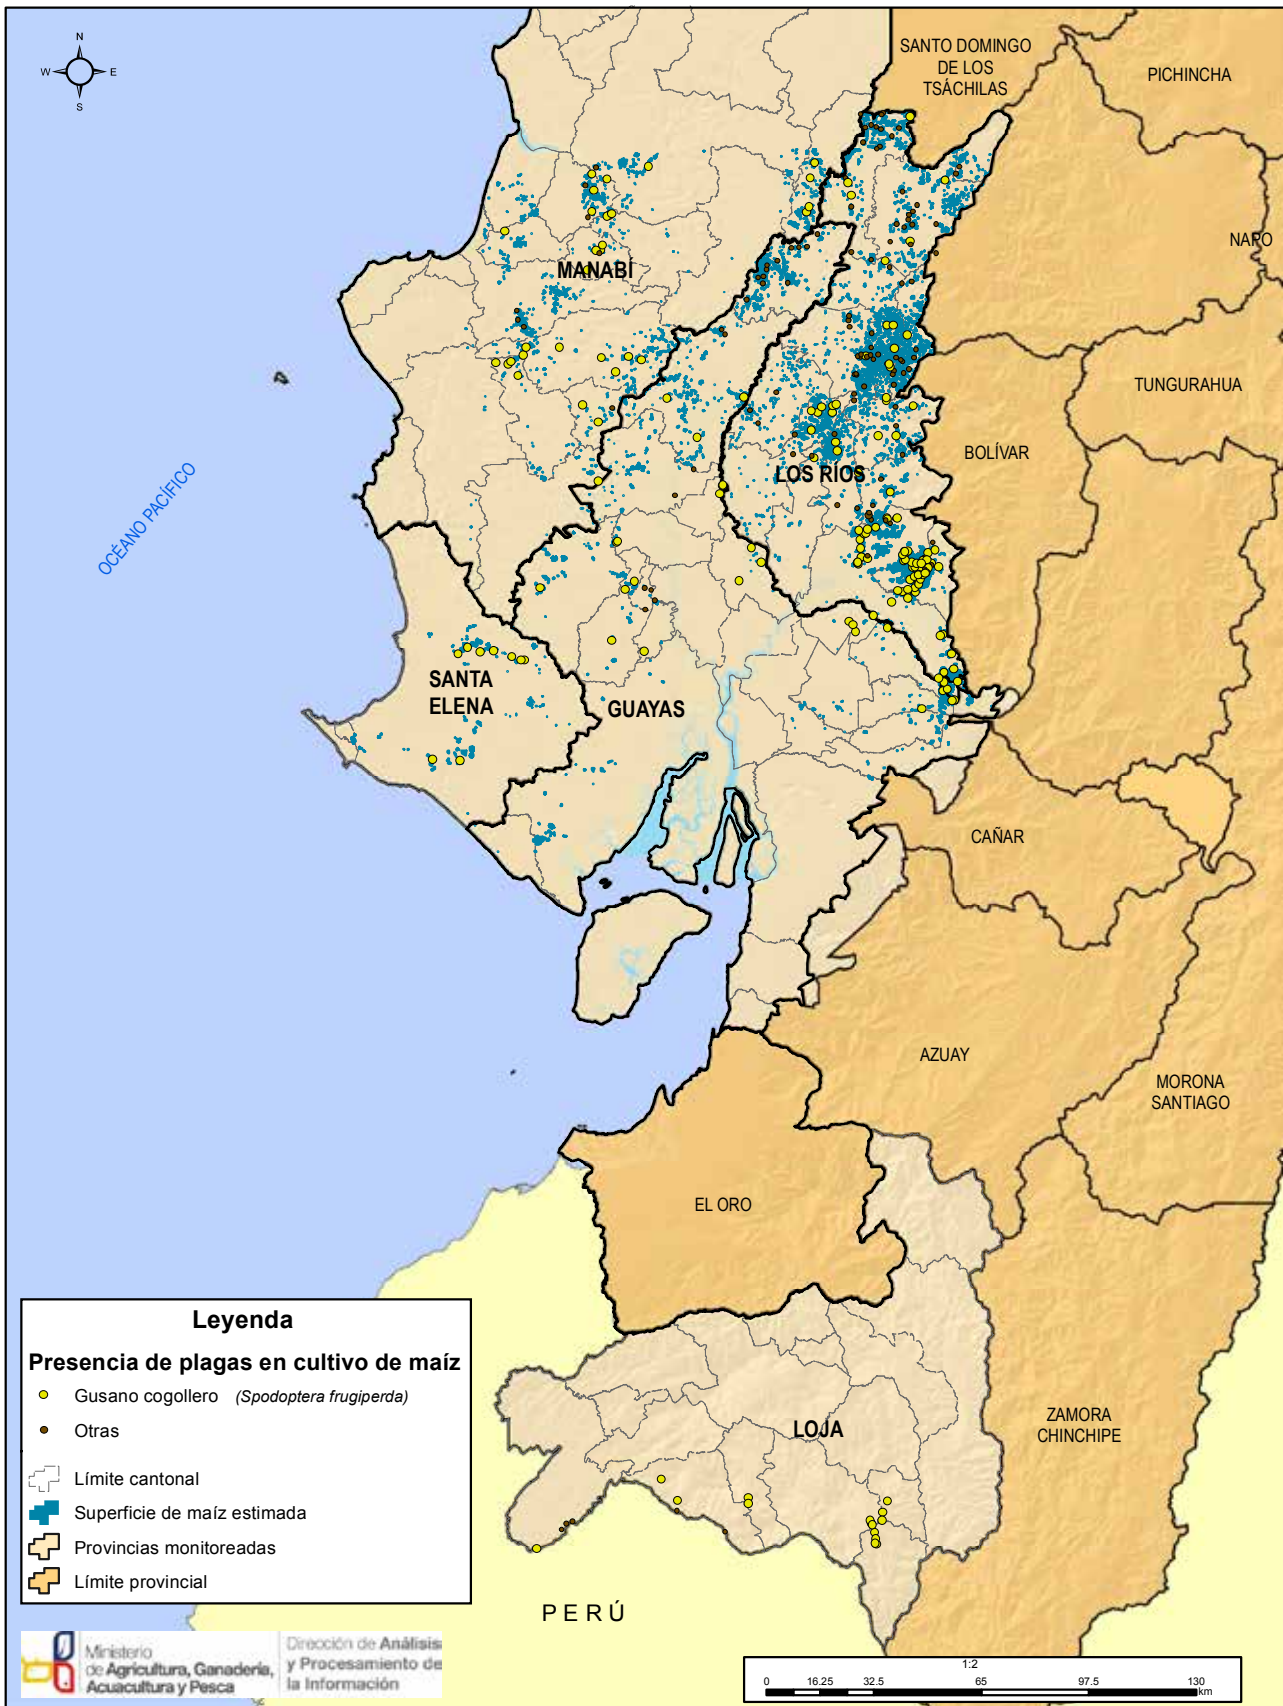 N
W E
S
SANTO DOMINGO
DE LOS
TSÁCHILAS
PICHINCHA
NAPO
MANABÍ
TUNGURAHUA
BOLÍVAR
LOS RÍOS
OCÉANO PACÍFICO
SANTA
ELENA
GUAYAS
CAÑAR
AZUAY
MORONA
SANTIAGO
EL ORO
ZAMORA
CHINCHIPE
LOJA
PERÚ
Leyenda
Presencia de plagas en cultivo de maíz
Gusano cogollero (Spodoptera frugiperda)
Otras
Límite cantonal
Superficie de maíz estimada
Provincias monitoreadas
Límite provincial
Ministerio
de Agricultura, Ganadería,
Acuacultura y Pesca
Dirección de Análisis
y Procesamiento de
la Información
1:2
0 16.25 32.5 65 97.5 130
km